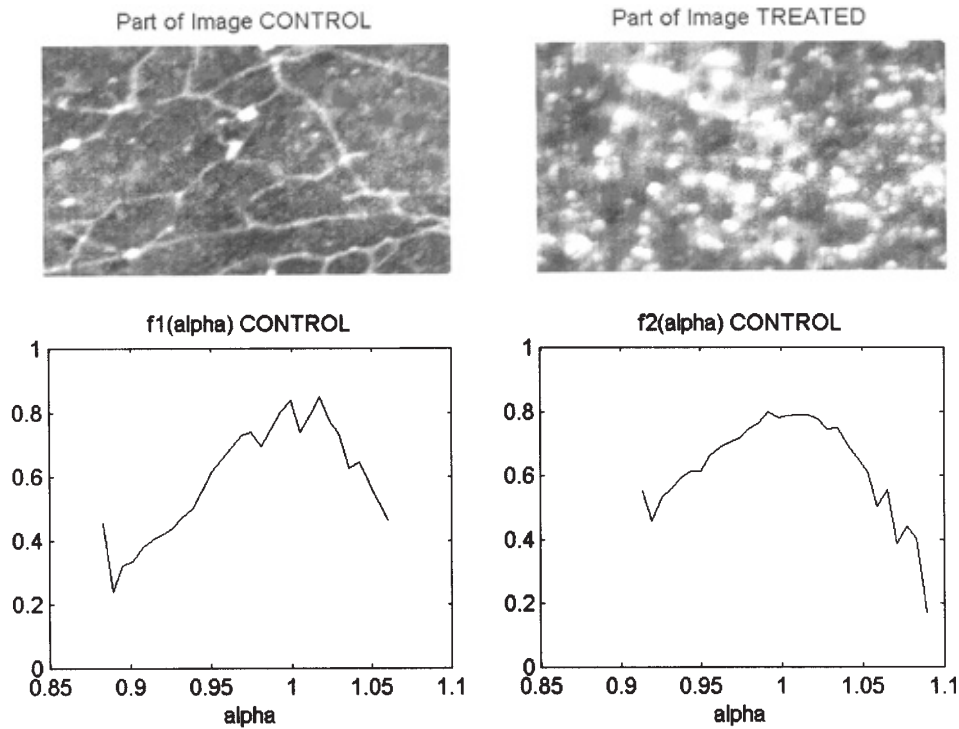 Part of Image CONTROL
Part of Image TREATED
f1(alpha) CONTROL
1
0.8
0.6
0.4
0.2
0
0.85 0.9 0.95 1 1.05 1.1
alpha
f2(alpha) CONTROL
1
0.8
0.6
0.4
0.2
0
0.85 0.9 0.95 1 1.05 1.1
alpha